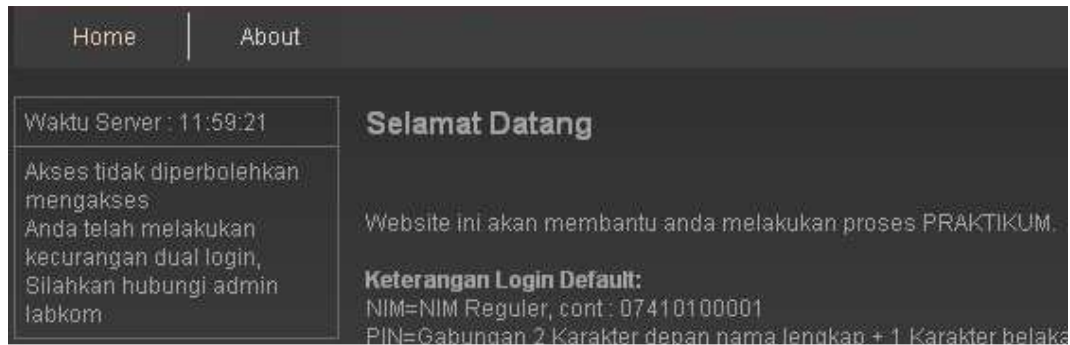 Home About
Waktu Server : 11:59:21
Akses tidak diperbolehkan
mengakses
Anda telah melakukan
kecurangan dual login,
Silahkan hubungi admin
labkom
Selamat Datang
Website ini akan membantu anda melakukan proses PRAKTIKUM.
Keterangan Login Default:
NIM=NIM Reguler, cont : 07410100001
PIN=Gabungan 2 Karakter depan nama lengkap + 1 Karakter belaka